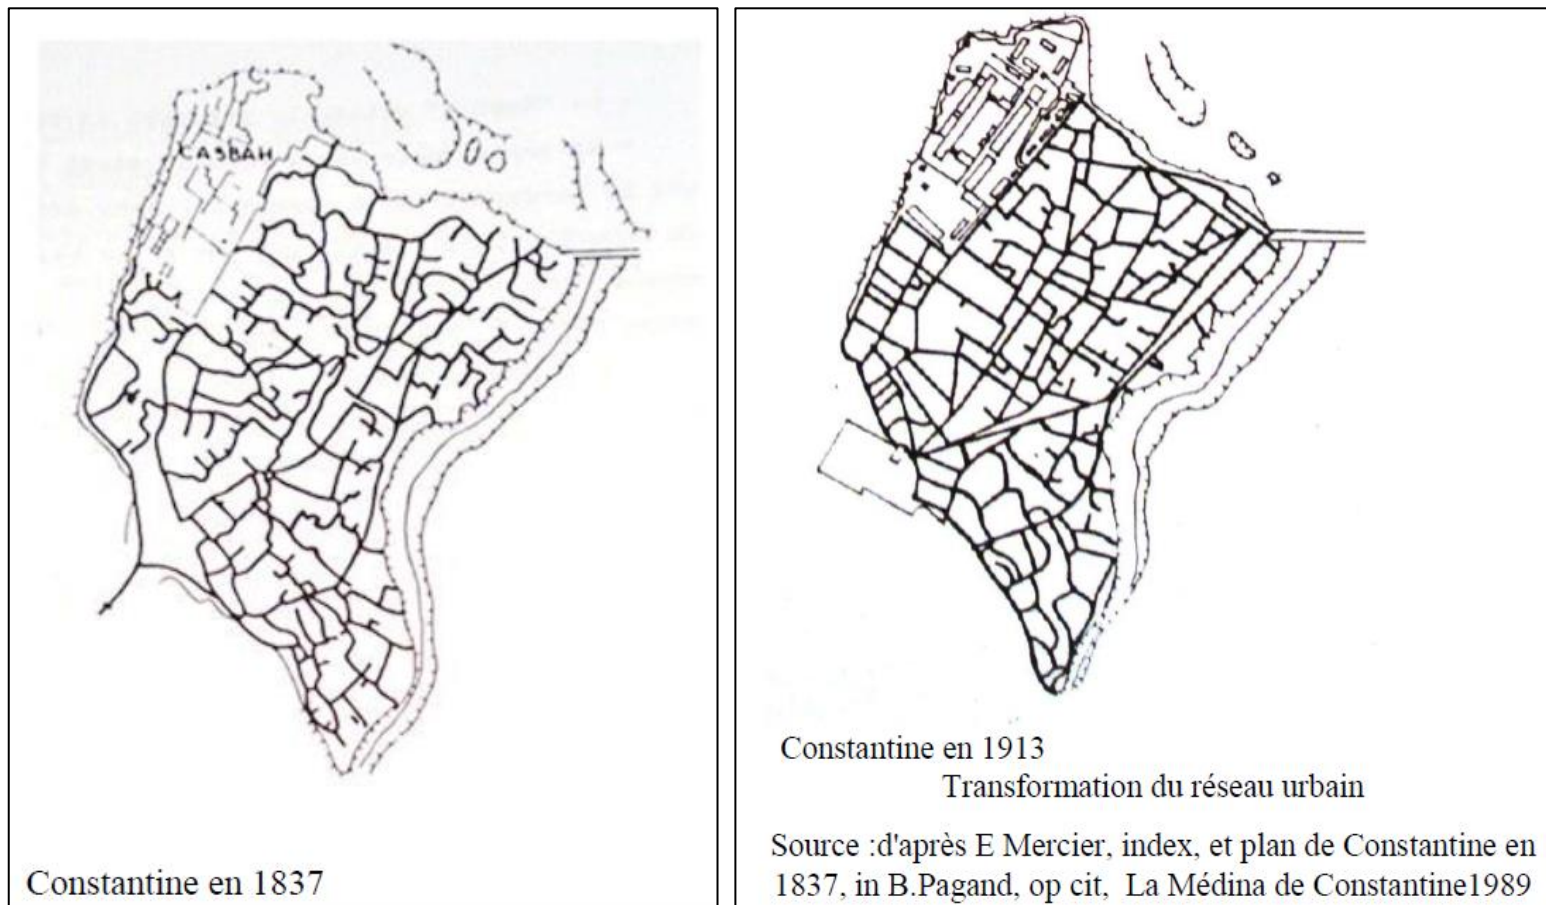 CASBAH
Constantine en 1837
Constantine en 1913
Transformation du réseau urbain
Source :d'après E Mercier, index, et plan de Constantine en
1837, in B.Pagand, op cit, La Médina de Constantine1989